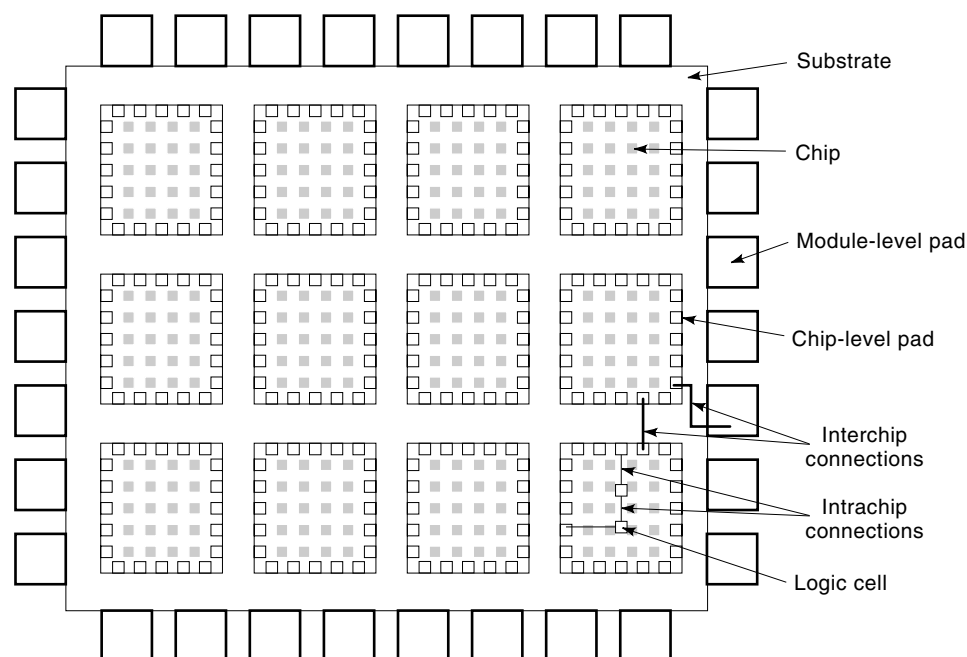 Substrate
Chip
Module-level pad
Chip-level pad
Interchip
connections
Intrachip
connections
Logic cell